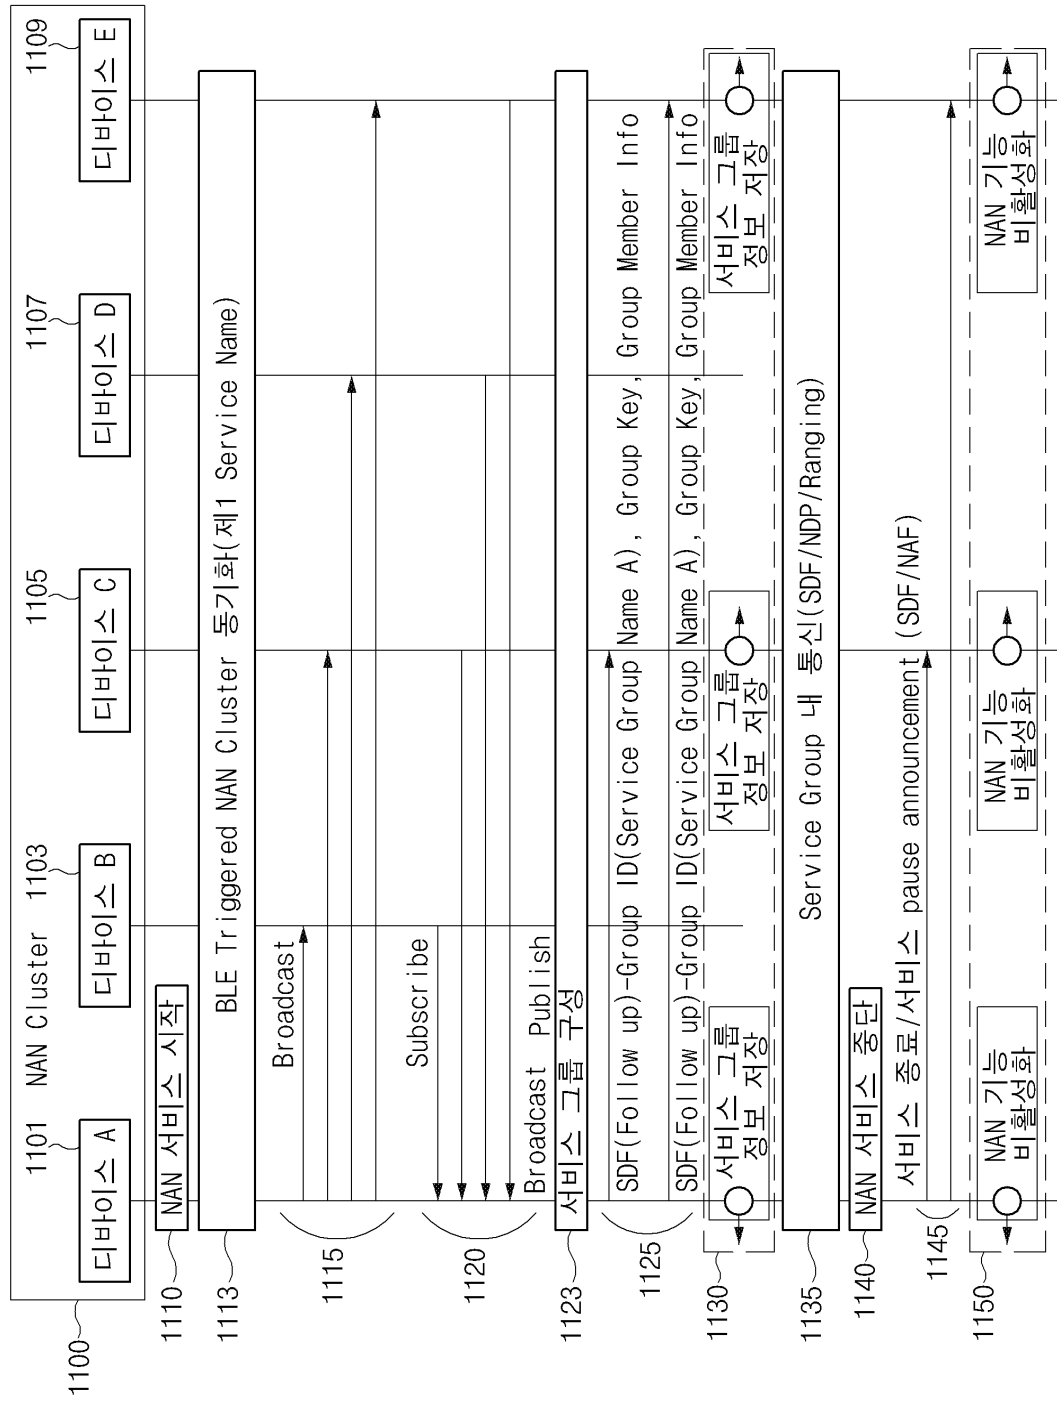 1100
NAN Cluster
1101
1103
1105
1107
1109
디바이스 A
디바이스 B
디바이스 C
디바이스 D
디바이스 E
1110
NAN 서비스 시작
1113
BLE Triggered NAN Cluster 동기화(제1 Service Name)
1115
Broadcast
1120
Subscribe
Broadcast Publish
1123
서비스 그룹 구성
1125
SDF(Follow up)-Group ID(Service Group Name A), Group Key, Group Member Info
SDF(Follow up)-Group ID(Service Group Name A), Group Key, Group Member Info
1130
서비스 그룹
정보 저장
서비스 그룹
정보 저장
서비스 그룹
정보 저장
1135
Service Group 내 통신(SDF/NDP/Ranging)
1140
NAN 서비스 중단
1145
서비스 종료/서비스 pause announcement (SDF/NAF)
1150
NAN 기능
비활성화
NAN 기능
비활성화
NAN 기능
비활성화